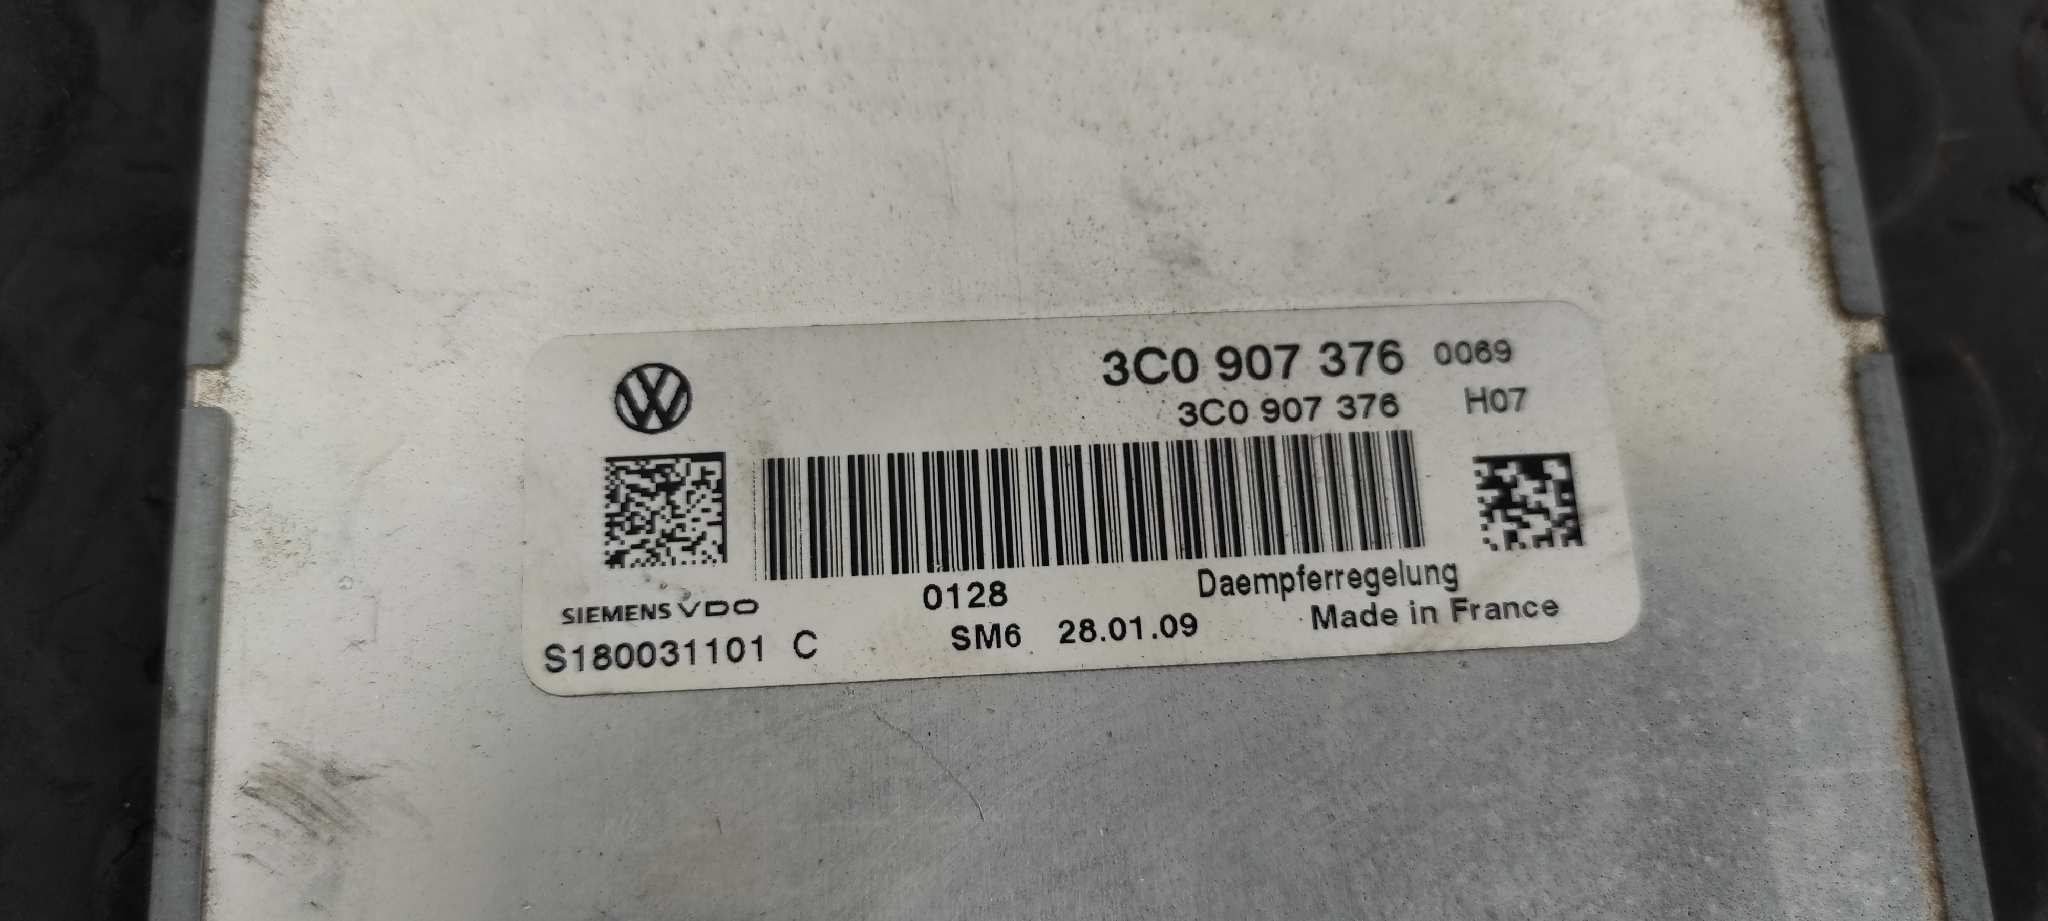 3C0 907 376 0069
3C0 907 376 H07
0128 Daempferregelung
SIEMENS VDO
S180031101 C SM6 28.01.09 Made in France